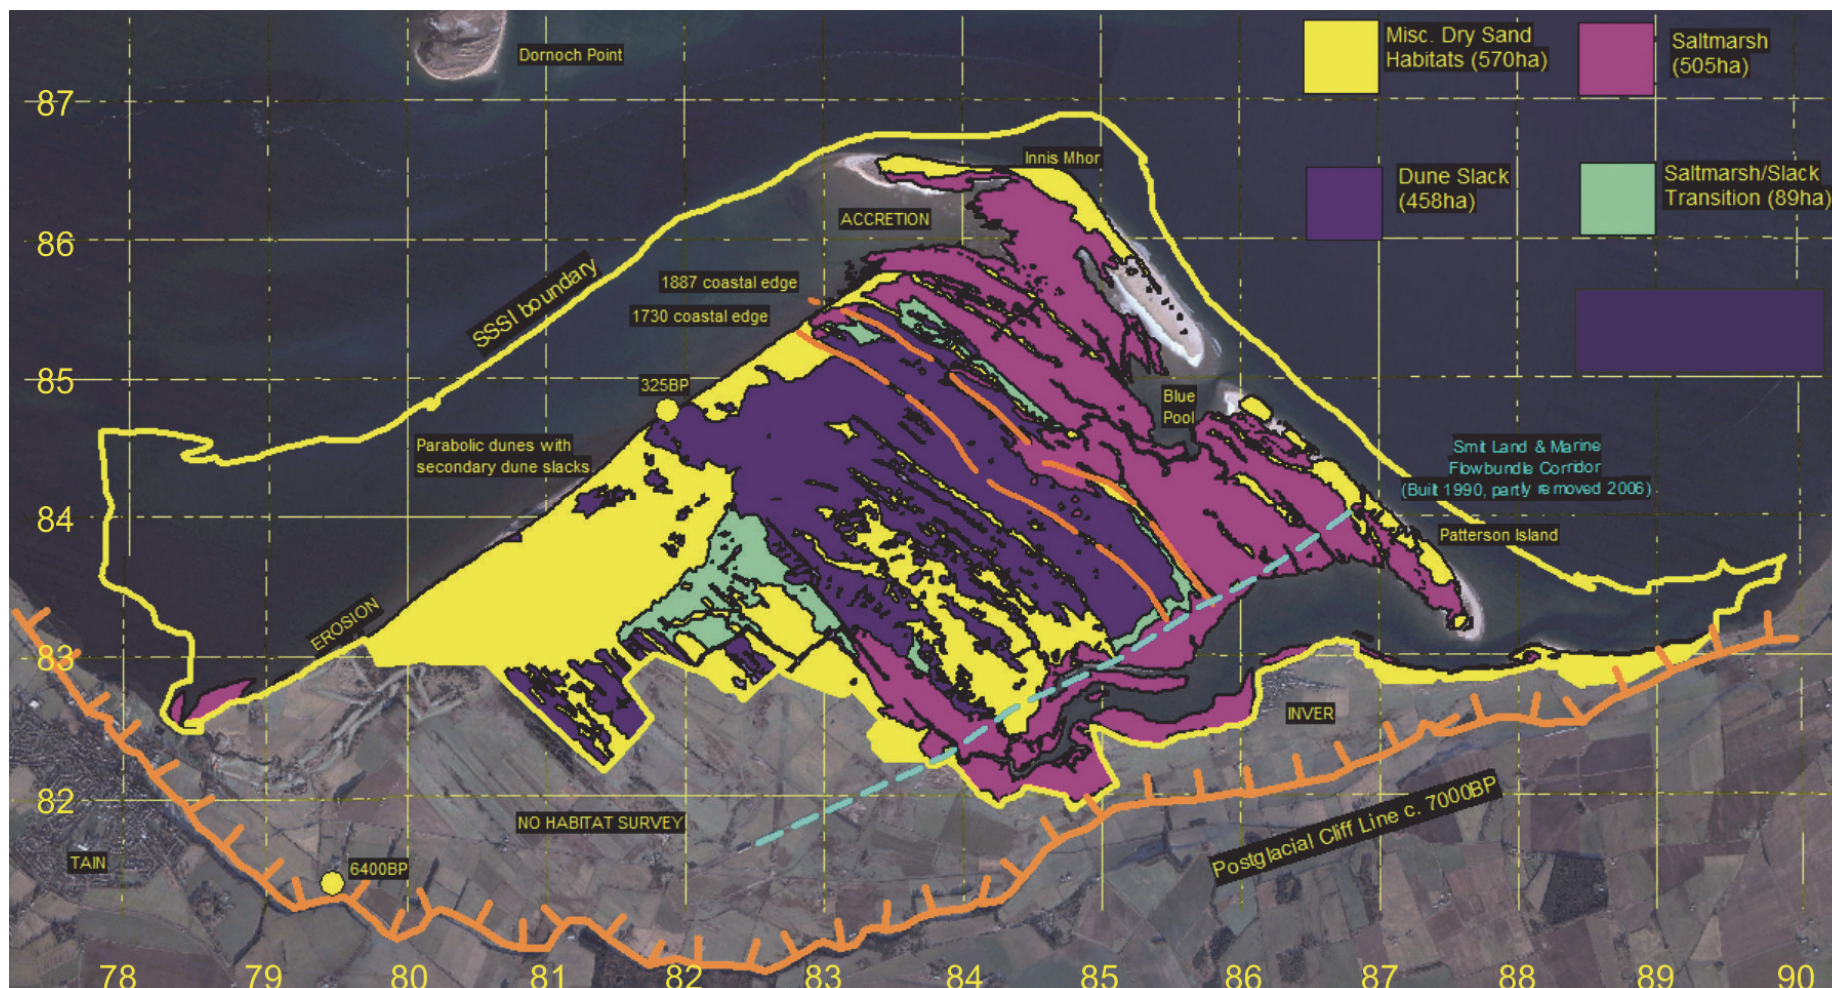 Dornoch Point
Misc. Dry Sand
Habitats (570ha)
Saltmarsh
(505ha)
Dune Slack
(458ha)
Saltmarsh/Slack
Transition (89ha)
87
86
85
84
83
82
Innis Mhor
ACCRETION
SSSI boundary
1887 coastal edge
1730 coastal edge
325BP
Parabolic dunes with
secondary dune slacks.
Blue
Pool
Smit Land & Marine
Flowbundle Corridor
(Built 1990, partly removed 2006)
Patterson Island
EROSION
INVER
NO HABITAT SURVEY
Postglacial Cliff Line c. 7000BP
TAIN
6400BP
78 79 80 81 82 83 84 85 86 87 88 89 90